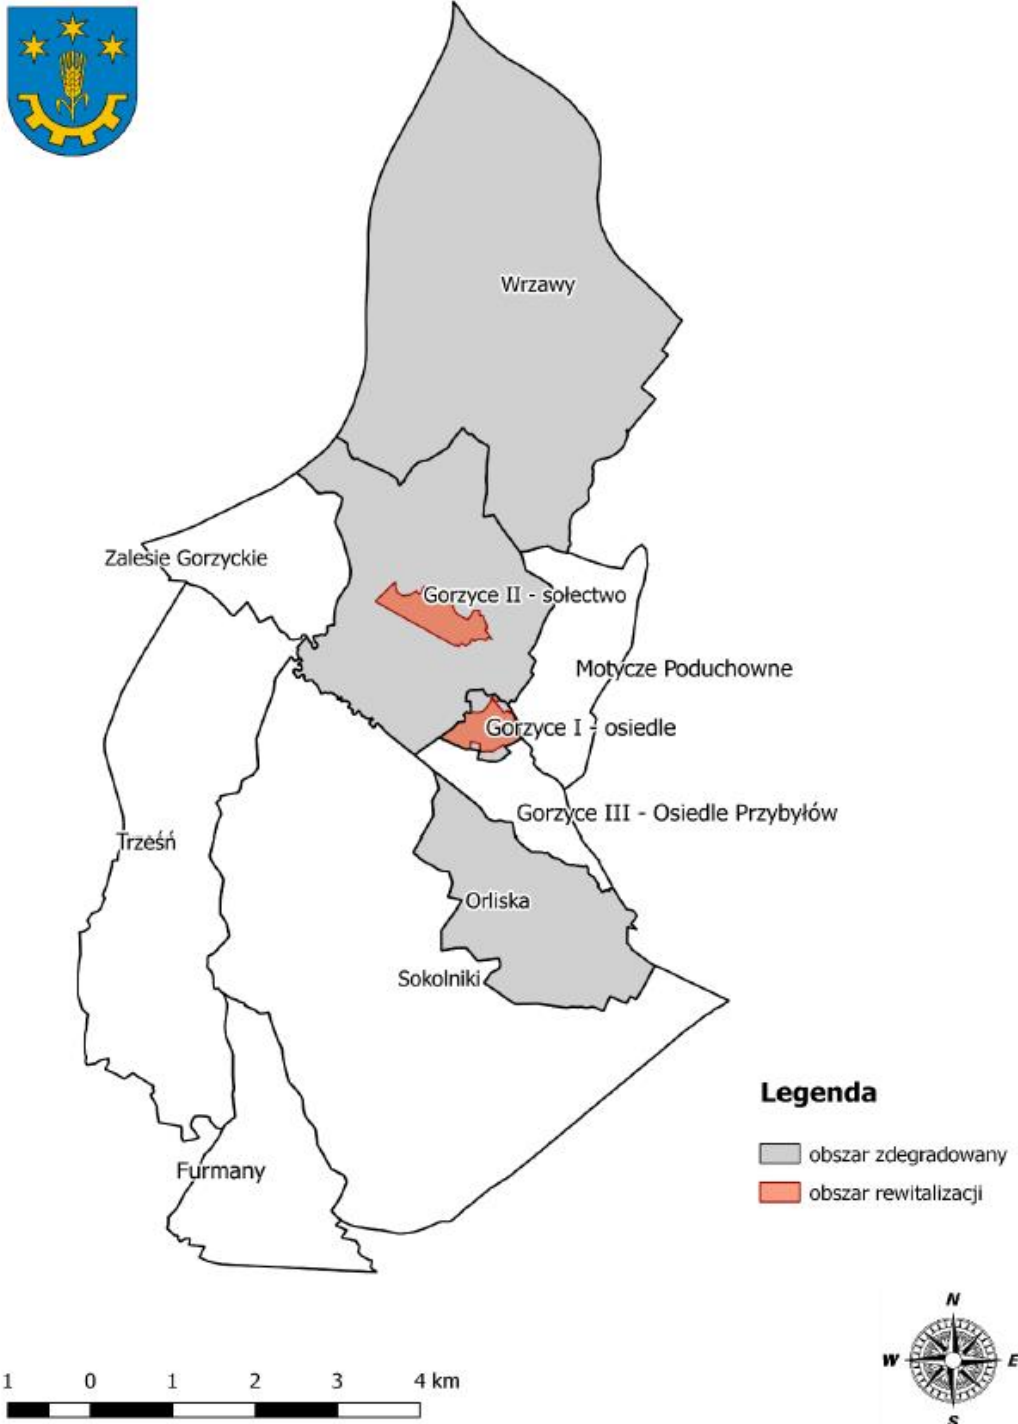 Wrzawy
Zalesie Gorzyckie
Gorzyce II - sołectwo
Motycze Poduchowne
Gorzyce I - osiedle
Gorzyce III - Osiedle Przybyłów
Trześń
Orliska
Sokolniki
Furmany
Legenda
obszar zdegradowany
obszar rewitalizacji
N
W E
S
1 0 1 2 3 4 km